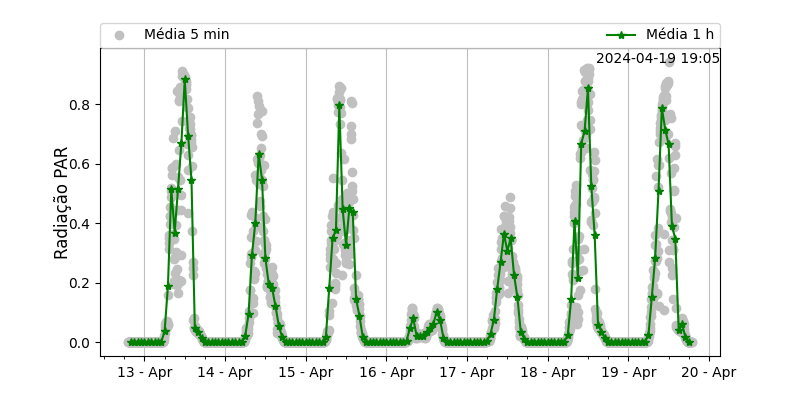 Média 5 min
Média 1 h
2024-04-19 19:05
Radiação PAR
0.8
0.6
0.4
0.2
0.0
13 - Apr
14 - Apr
15 - Apr
16 - Apr
17 - Apr
18 - Apr
19 - Apr
20 - Apr